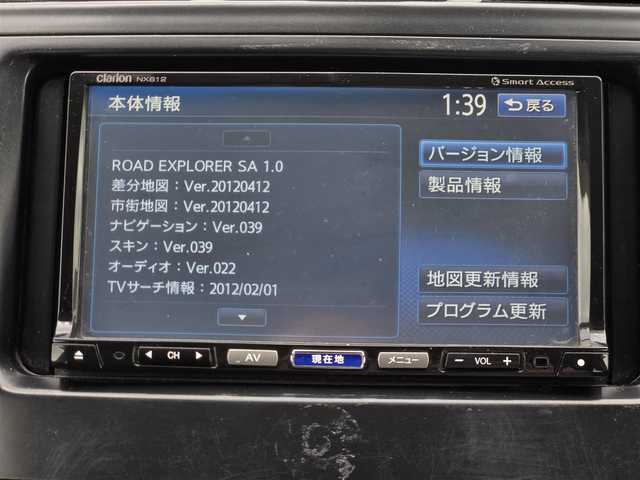 clarion NX612
Smart Access
本体情報
1:39
戻る
ROAD EXPLORER SA 1.0
差分地図：Ver.20120412
市街地図：Ver.20120412
ナビゲーション：Ver.039
スキン：Ver.039
オーディオ：Ver.022
TVサーチ情報：2012/02/01
バージョン情報
製品情報
地図更新情報
プログラム更新
CH
AV
現在地
メニュー
− VOL +